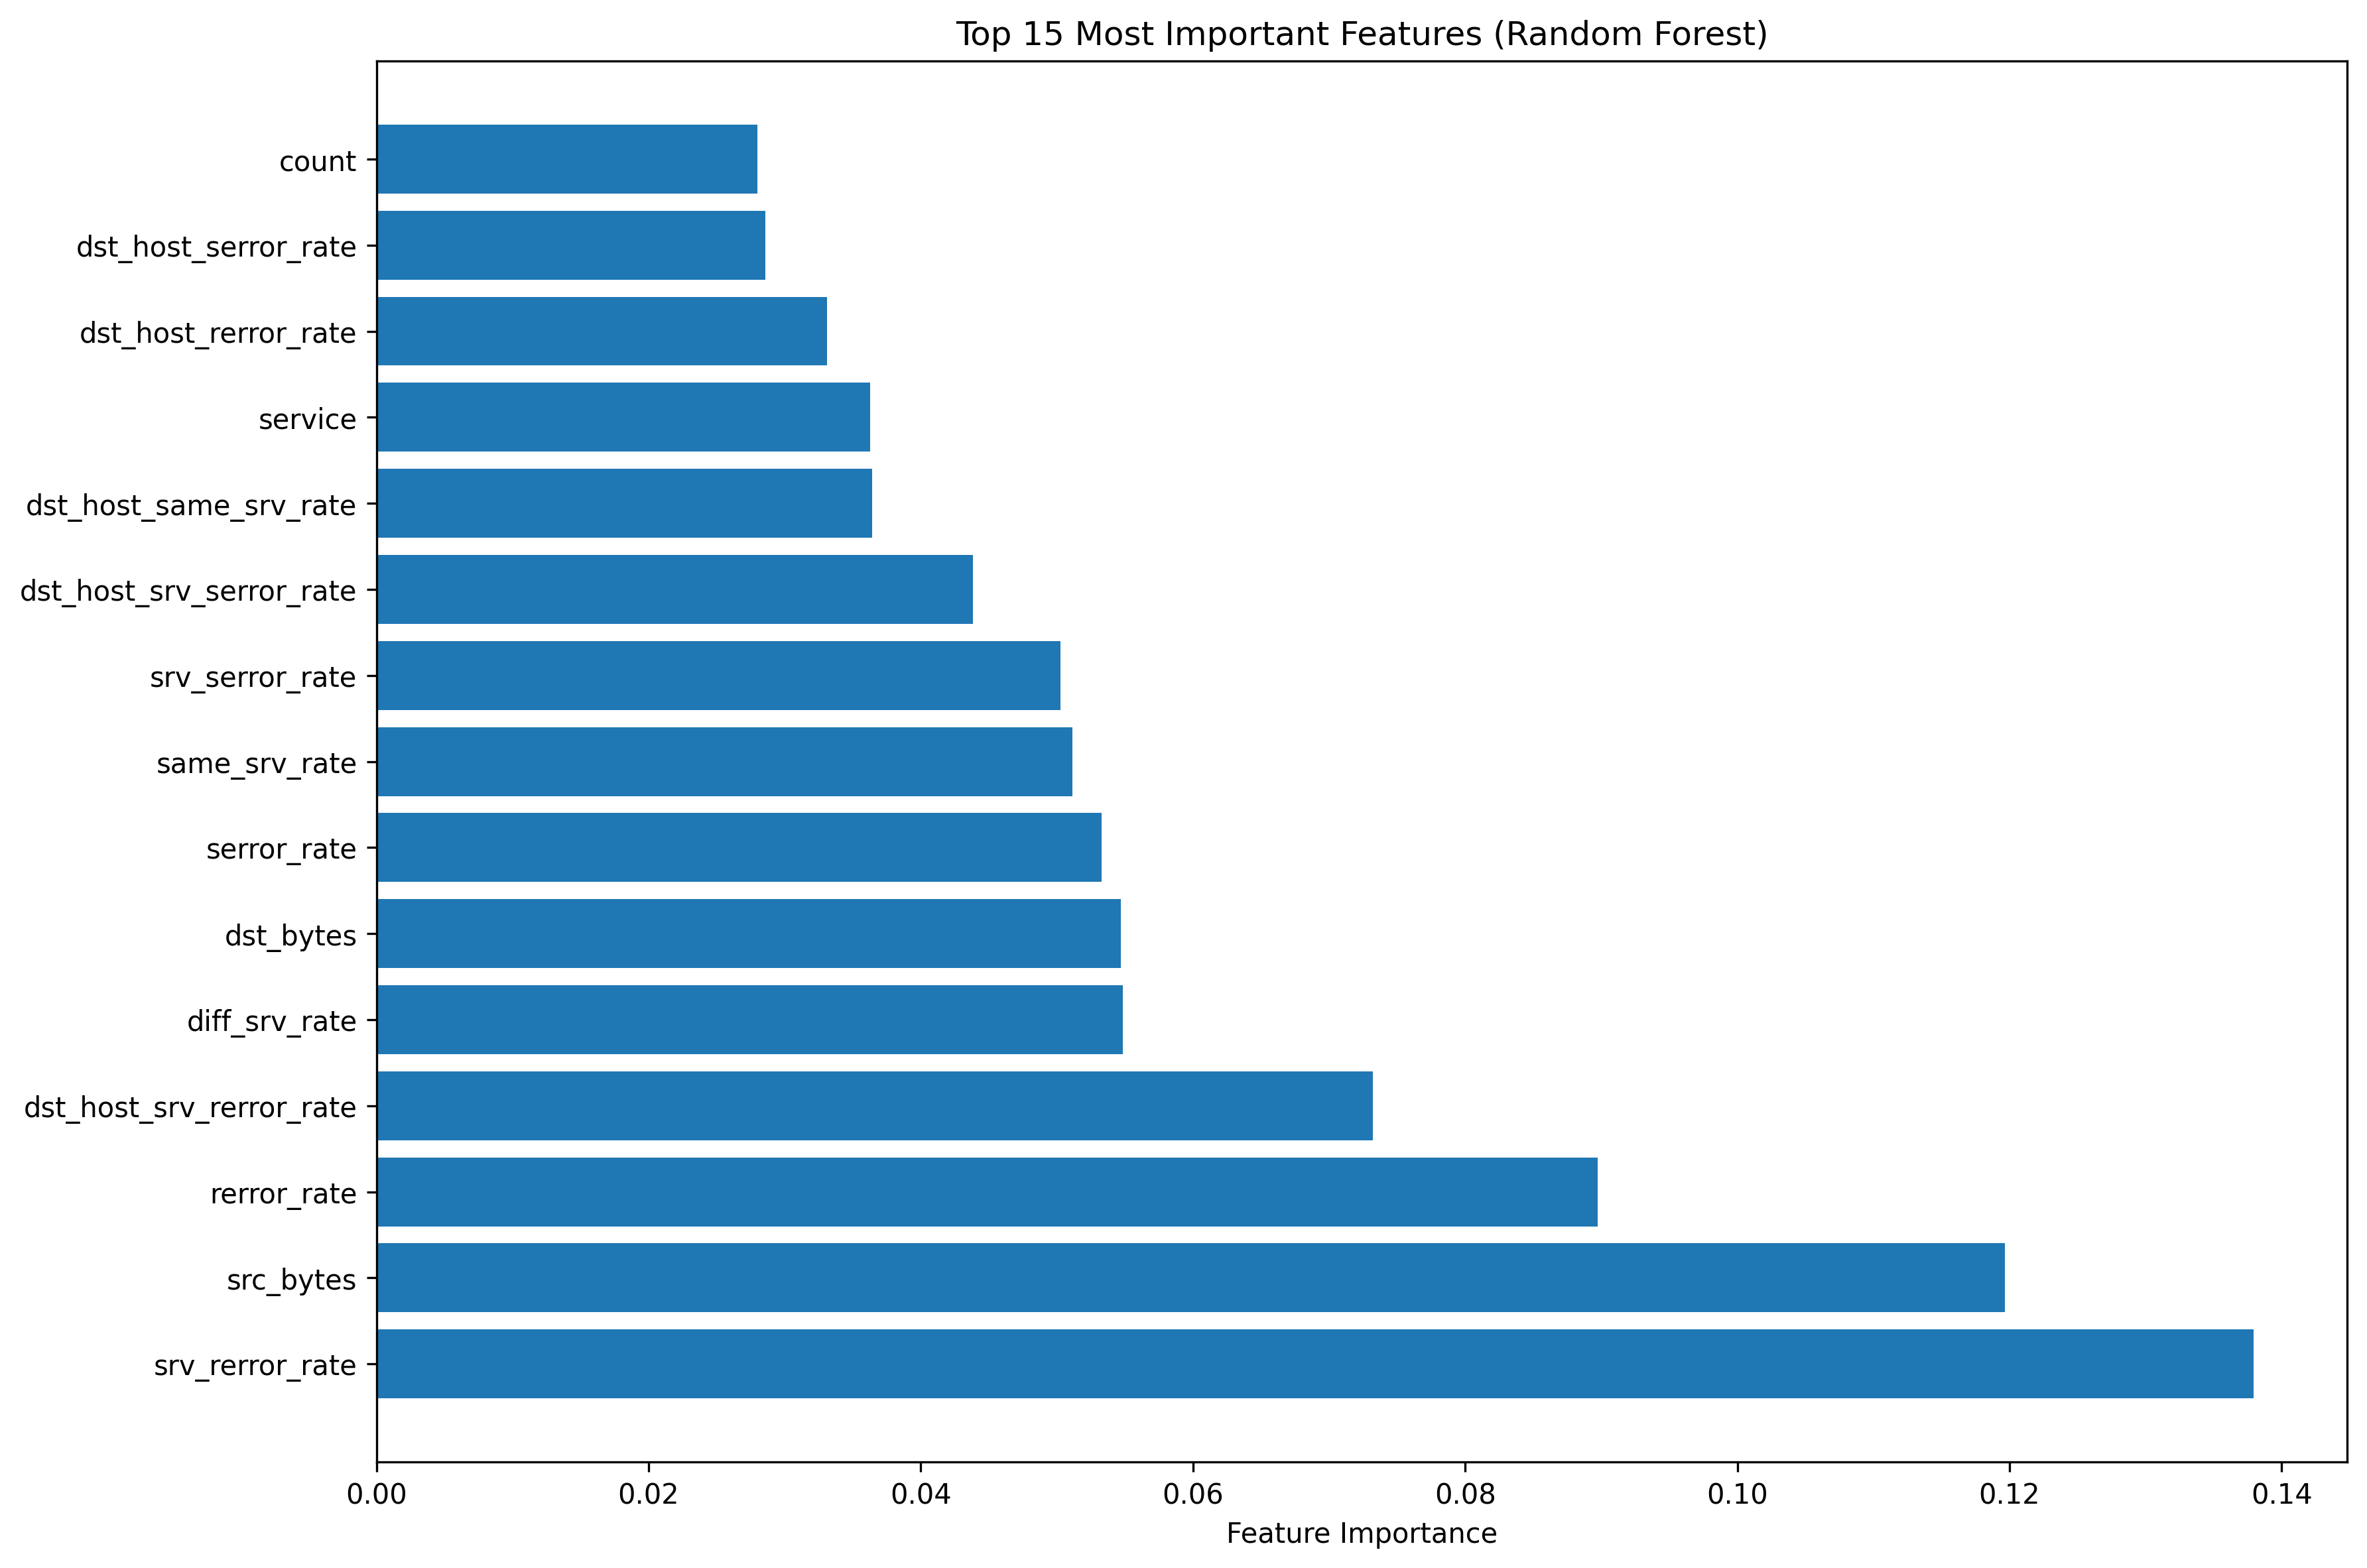 Top 15 Most Important Features (Random Forest)
count
dst_host_serror_rate
dst_host_rerror_rate
service
dst_host_same_srv_rate
dst_host_srv_serror_rate
srv_serror_rate
same_srv_rate
serror_rate
dst_bytes
diff_srv_rate
dst_host_srv_rerror_rate
rerror_rate
src_bytes
srv_rerror_rate
0.00 0.02 0.04 0.06 0.08 0.10 0.12 0.14
Feature Importance